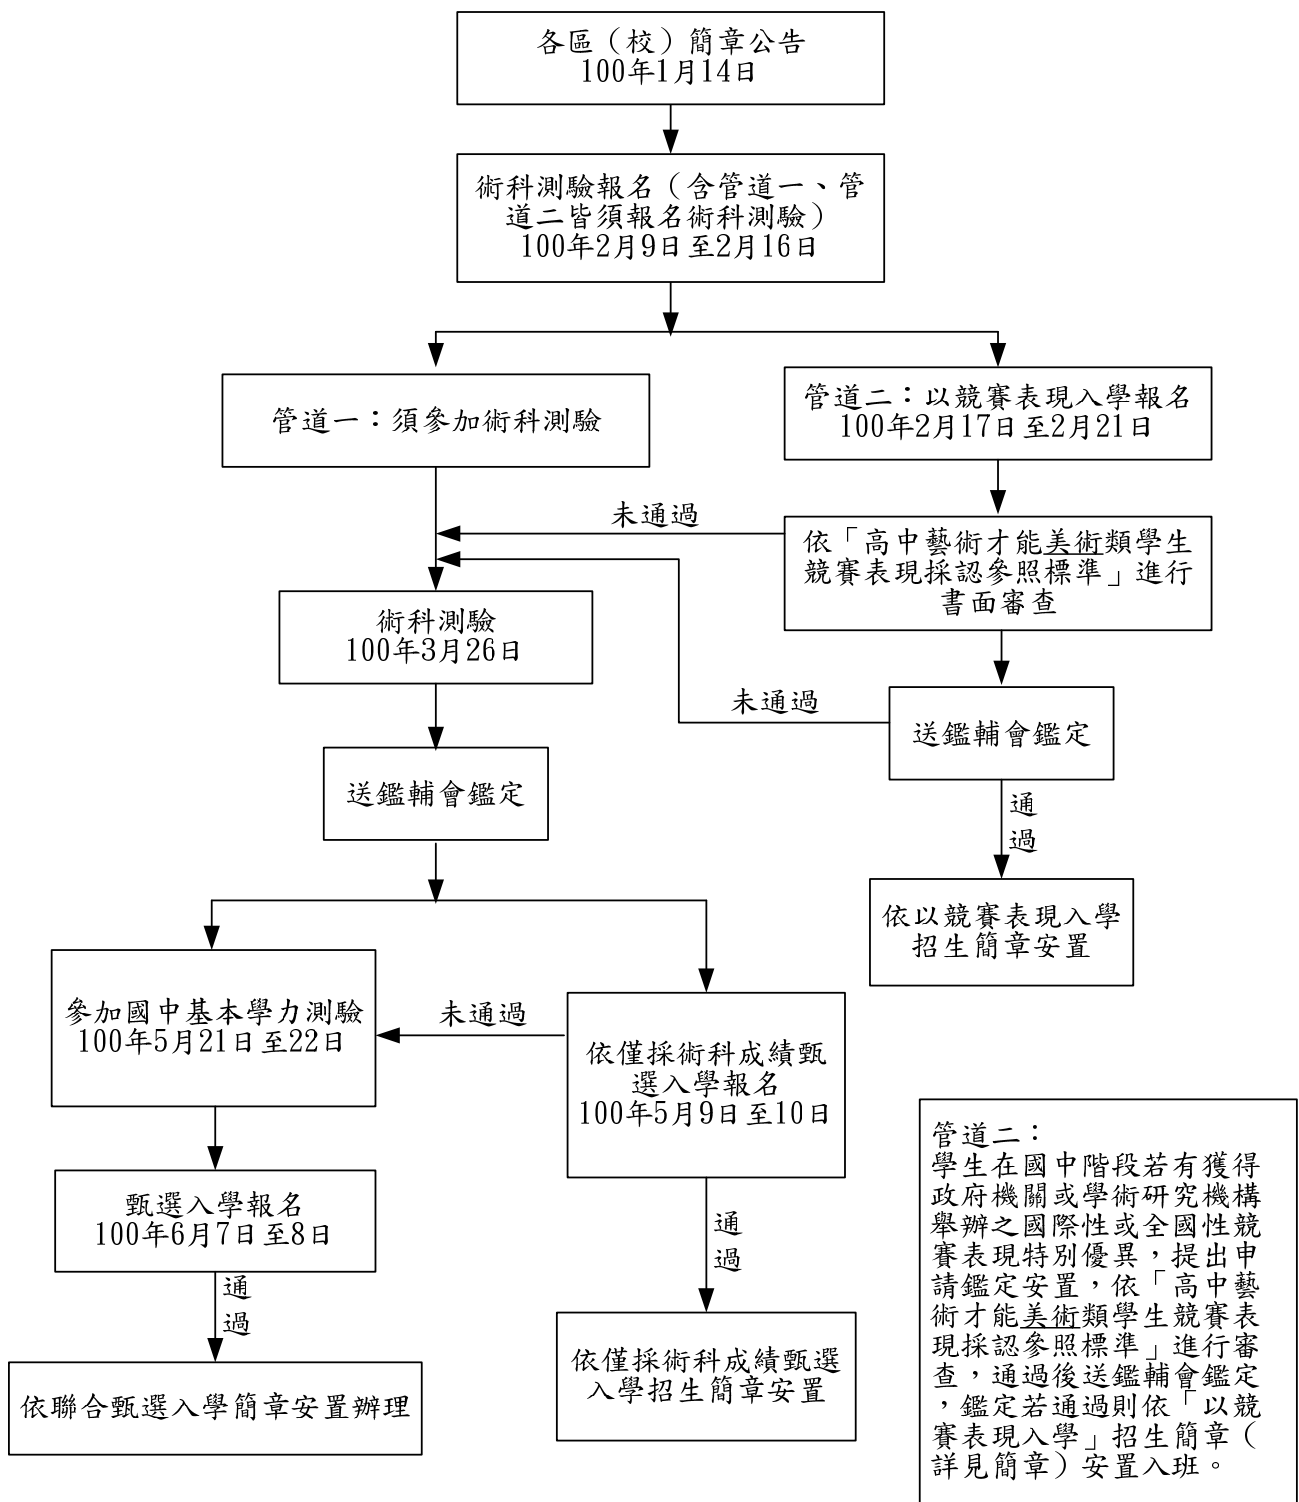 各區（校）簡章公告
100年1月14日
術科測驗報名（含管道一、管
道二皆須報名術科測驗）
100年2月9日至2月16日
管道一：須參加術科測驗
管道二：以競賽表現入學報名
100年2月17日至2月21日
未通過
依「高中藝術才能美術類學生
競賽表現採認參照標準」進行
書面審查
術科測驗
100年3月26日
未通過
送鑑輔會鑑定
送鑑輔會鑑定
通
過
依以競賽表現入學
招生簡章安置
參加國中基本學力測驗
100年5月21日至22日
未通過
依僅採術科成績甄
選入學報名
100年5月9日至10日
甄選入學報名
100年6月7日至8日
通
過
通
過
依聯合甄選入學簡章安置辦理
依僅採術科成績甄選
入學招生簡章安置
管道二：
學生在國中階段若有獲得
政府機關或學術研究機構
舉辦之國際性或全國性競
賽表現特別優異，提出申
請鑑定安置，依「高中藝
術才能美術類學生競賽表
現採認參照標準」進行審
查，通過後送鑑輔會鑑定
，鑑定若通過則依「以競
賽表現入學」招生簡章（
詳見簡章）安置入班。